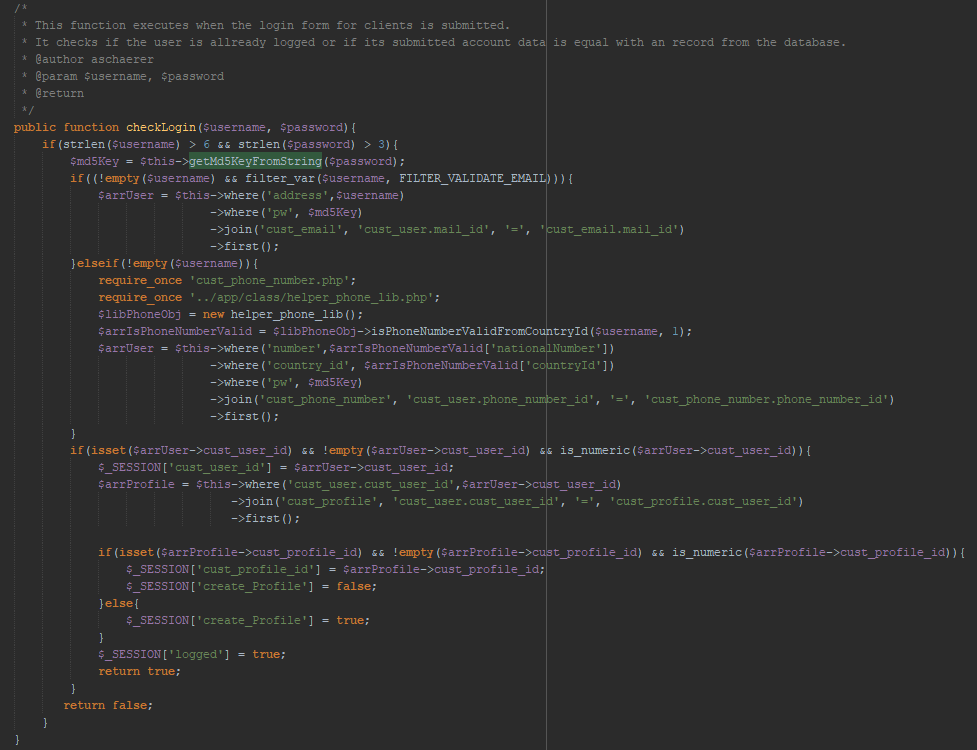 /*
 * This function executes when the login form for clients is submitted.
 * It checks if the user is allready logged or if its submitted account data is equal with an record from the database.
 * @author aschaerer
 * @param $username, $password
 * @return
 */
public function checkLogin($username, $password){
    if(strlen($username) > 6 && strlen($password) > 3){
        $md5Key = $this->getMd5KeyFromString($password);
        if((!empty($username) && filter_var($username, FILTER_VALIDATE_EMAIL))){
            $arrUser = $this->where('address',$username)
                            ->where('pw', $md5Key)
                            ->join('cust_email', 'cust_user.mail_id', '=', 'cust_email.mail_id')
                            ->first();
        }elseif(!empty($username)){
            require_once 'cust_phone_number.php';
            require_once '../app/class/helper_phone_lib.php';
            $libPhoneObj = new helper_phone_lib();
            $arrIsPhoneNumberValid = $libPhoneObj->isPhoneNumberValidFromCountryId($username, 1);
            $arrUser = $this->where('number',$arrIsPhoneNumberValid['nationalNumber'])
                            ->where('country_id', $arrIsPhoneNumberValid['countryId'])
                            ->where('pw', $md5Key)
                            ->join('cust_phone_number', 'cust_user.phone_number_id', '=', 'cust_phone_number.phone_number_id')
                            ->first();
        }
        if(isset($arrUser->cust_user_id) && !empty($arrUser->cust_user_id) && is_numeric($arrUser->cust_user_id)){
            $_SESSION['cust_user_id'] = $arrUser->cust_user_id;
            $arrProfile = $this->where('cust_user.cust_user_id',$arrUser->cust_user_id)
                               ->join('cust_profile', 'cust_user.cust_user_id', '=', 'cust_profile.cust_user_id')
                               ->first();

            if(isset($arrProfile->cust_profile_id) && !empty($arrProfile->cust_profile_id) && is_numeric($arrProfile->cust_profile_id)){
                $_SESSION['cust_profile_id'] = $arrProfile->cust_profile_id;
                $_SESSION['create_Profile'] = false;
            }else{
                $_SESSION['create_Profile'] = true;
            }
            $_SESSION['logged'] = true;
            return true;
        }
       return false;
    }
}